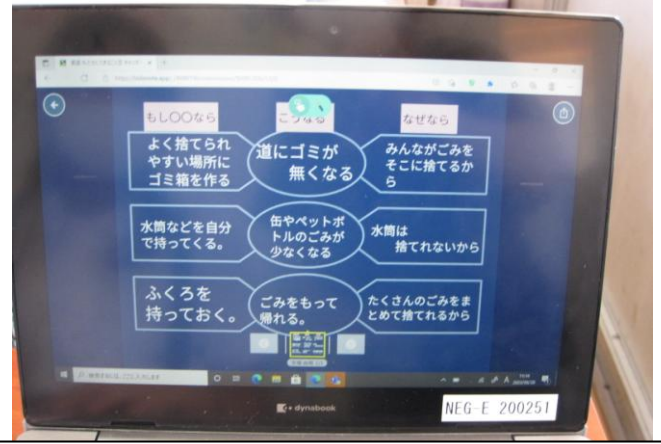 もし〇〇なら
こうなる
なぜなら
よく捨てられ
やすい場所に
ゴミ箱を作る
道にゴミが
無くなる
みんながごみを
そこに捨てるか
ら
水筒などを自分
で持ってくる。
缶やペットボ
トルのごみが
少なくなる
水筒は
捨てれないから
ふくろを
持っておく。
ごみをもって
帰れる。
たくさんのごみをま
とめて捨てれるから
dynabook
NEG-E 200251